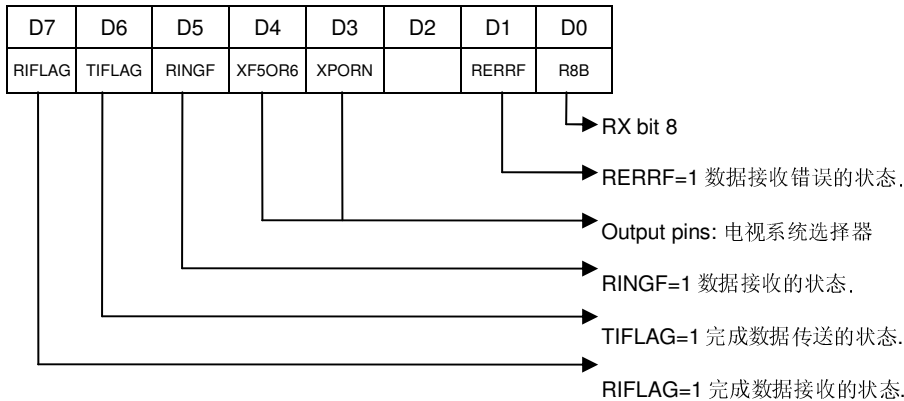 D7 D6 D5 D4 D3 D2 D1 D0
RIFLAG TIFLAG RINGF XF5OR6 XPORN RERRF R8B
RX bit 8
RERRF=1 数据接收错误的状态.
Output pins: 电视系统选择器
RINGF=1 数据接收的状态.
TIFLAG=1 完成数据传送的状态.
RIFLAG=1 完成数据接收的状态.